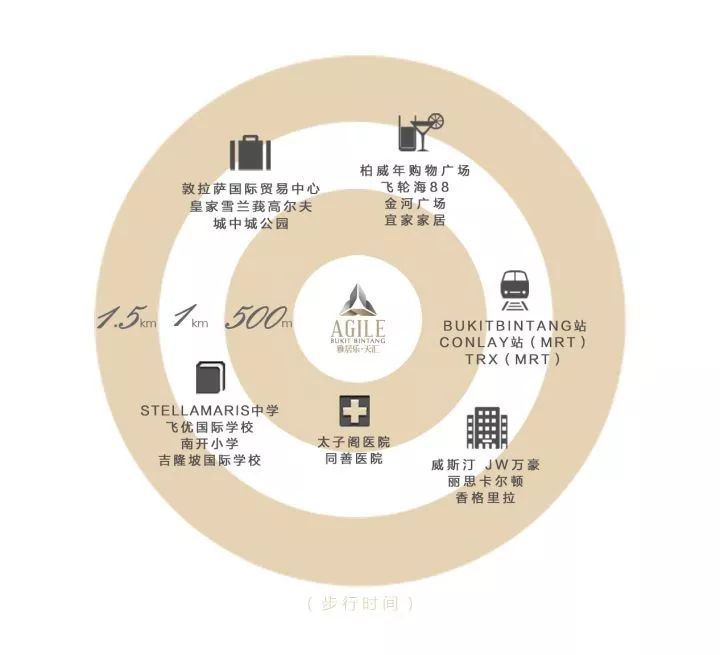 柏威年购物广场
飞轮海88
金河广场
宜家家居
敦拉萨国际贸易中心
皇家雪兰莪高尔夫
城中城公园
1.5km 1km 500m
AGILE
BUKIT BINTANG
雅居乐·天汇
BUKITBINTANG站
CONLAY站（MRT）
TRX（MRT）
STELLAMARIS中学
飞优国际学校
南开小学
吉隆坡国际学校
太子阁医院
同善医院
威斯汀 JW万豪
丽思卡尔顿
香格里拉
（步行时间）